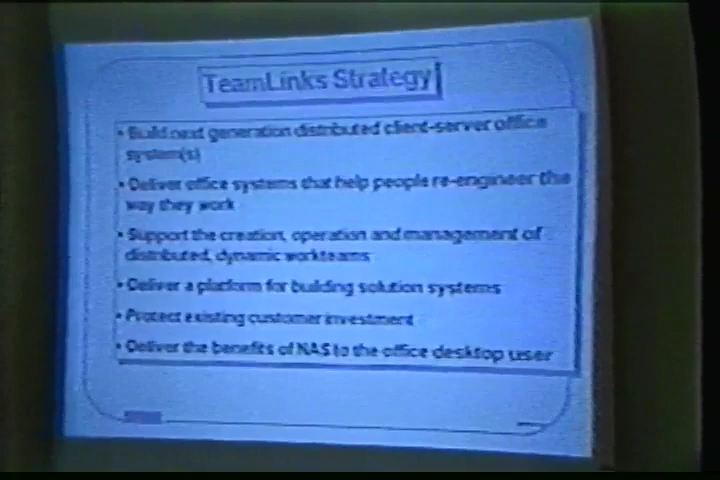 TeamLinks Strategy
• Build next generation distributed client-server office
system(s)
• Deliver office systems that help people re-engineer the
way they work
• Support the creation, operation and management of
distributed, dynamic workteams
• Deliver a platform for building solution systems
• Protect existing customer investment
• Deliver the benefits of NAS to the office desktop user